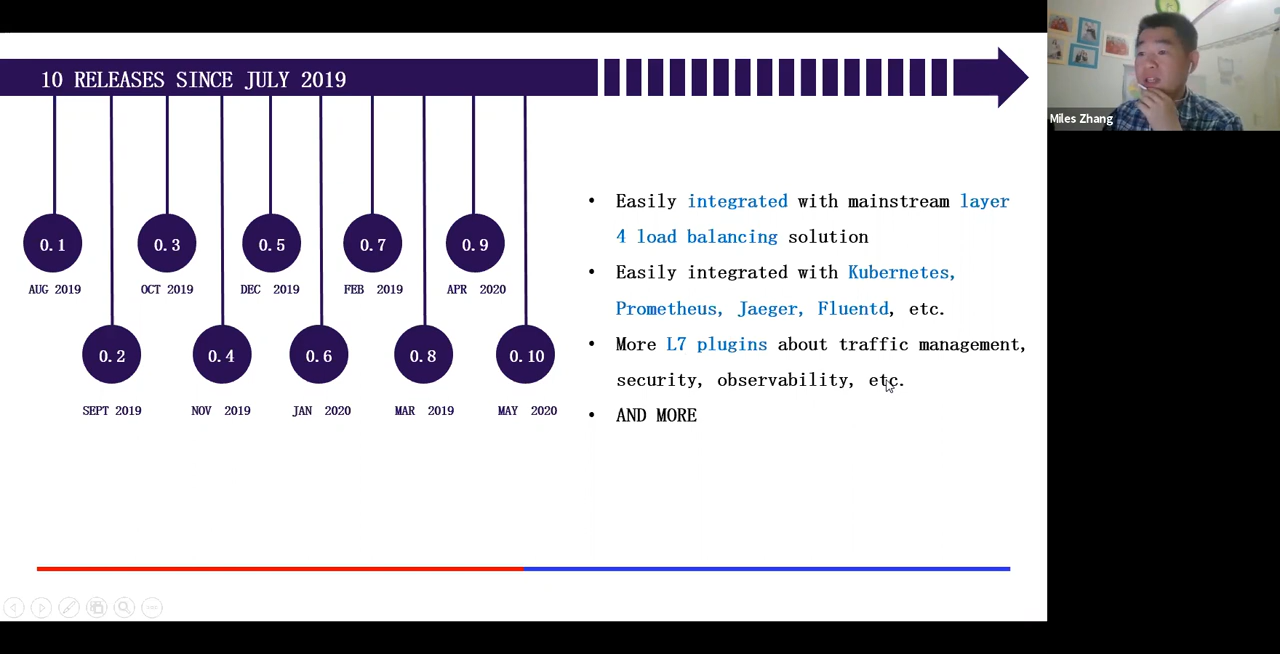 10 RELEASES SINCE JULY 2019
Miles Zhang
0.1
0.3
0.5
0.7
0.9
AUG 2019
OCT 2019
DEC 2019
FEB 2019
APR 2020
0.2
0.4
0.6
0.8
0.10
SEPT 2019
NOV 2019
JAN 2020
MAR 2019
MAY 2020
• Easily integrated with mainstream layer
4 load balancing solution
• Easily integrated with Kubernetes,
Prometheus, Jaeger, Fluentd, etc.
• More L7 plugins about traffic management,
security, observability, etc.
• AND MORE